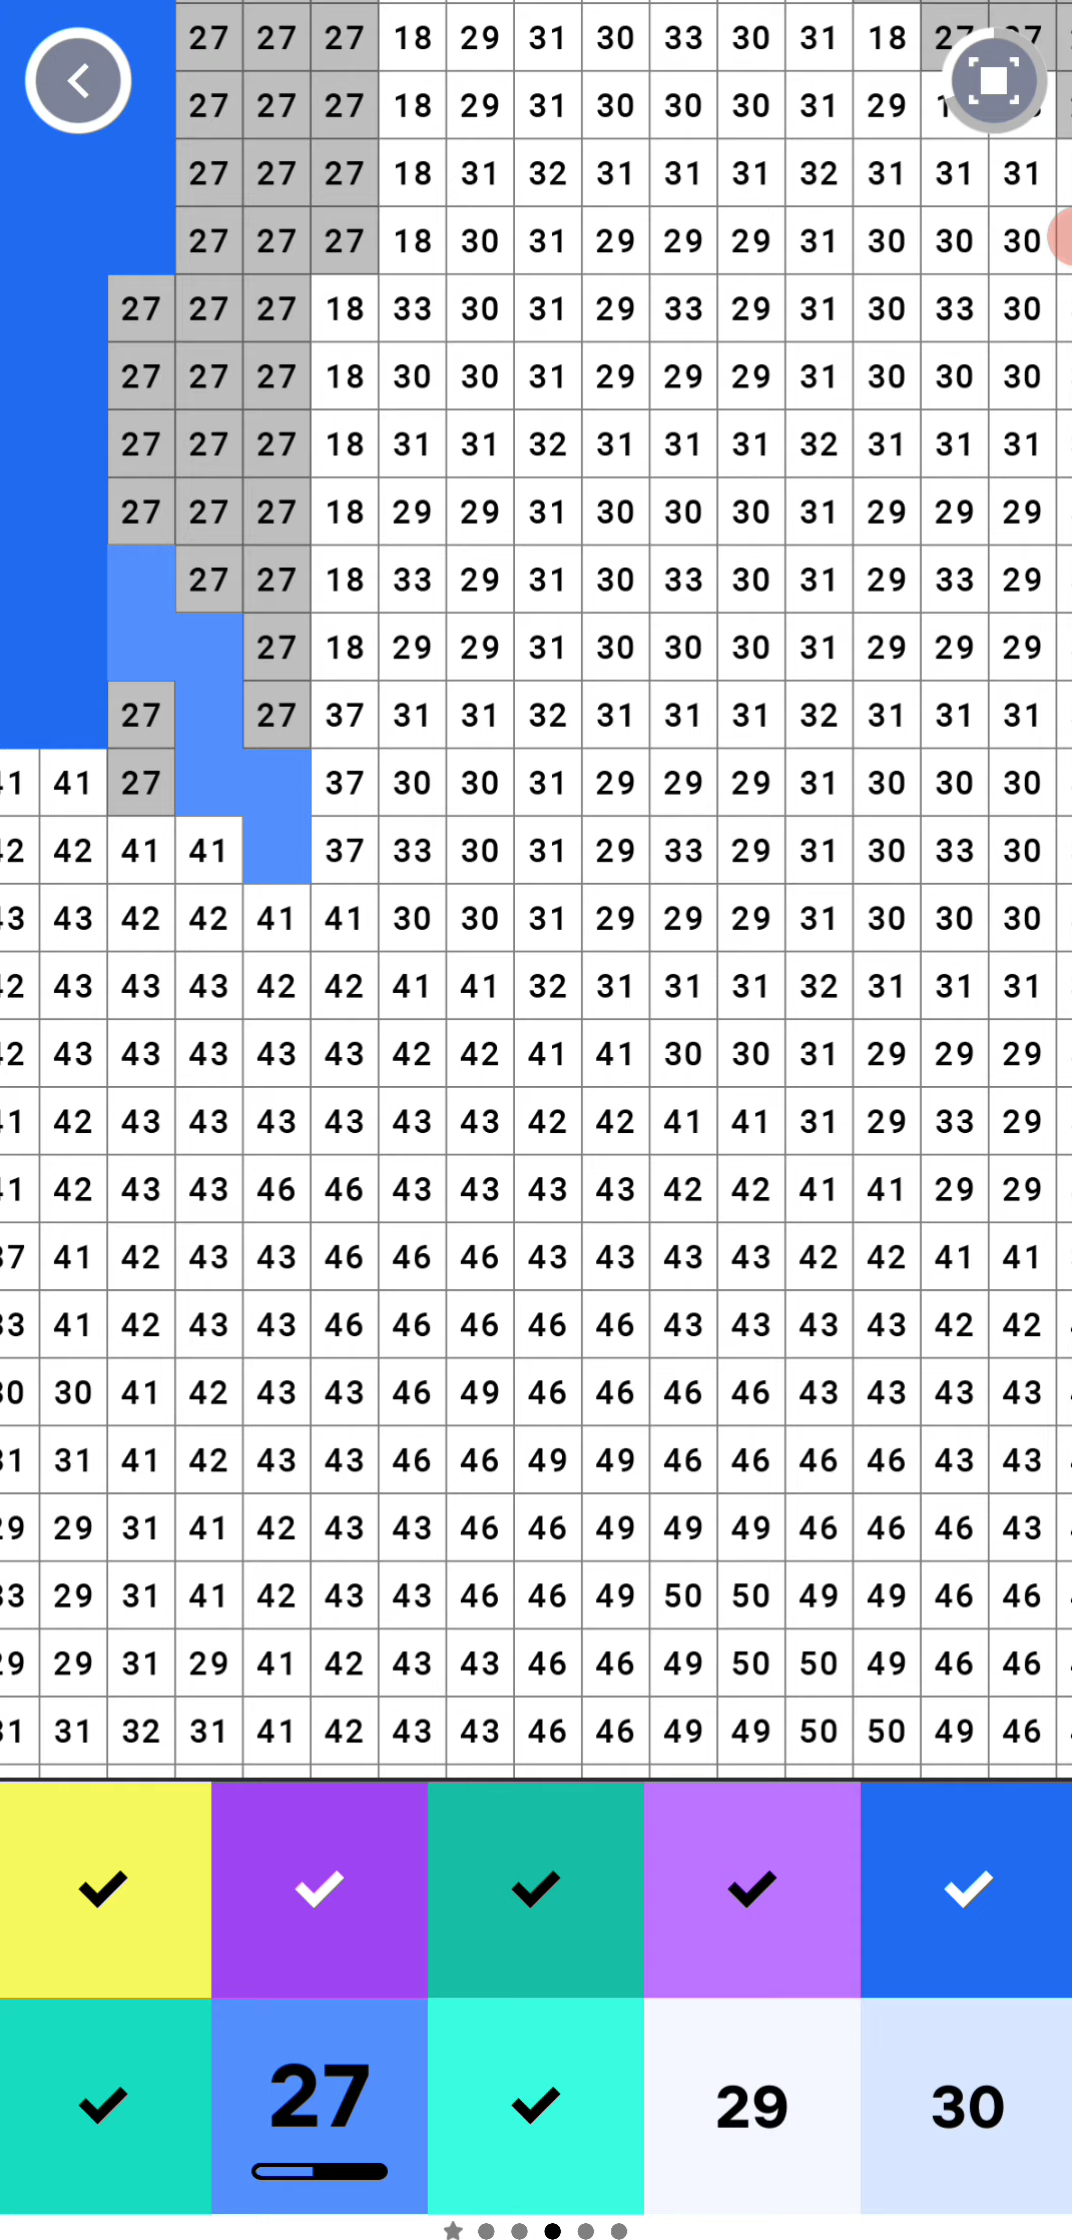 27 27 27 18 29 31 30 33 30 31 18
27 27 27 18 29 31 30 30 30 31 29
27 27 27 18 31 32 31 31 31 32 31 31 31
27 27 27 18 30 31 29 29 29 31 30 30 30
27 27 27 18 33 30 31 29 33 29 31 30 33 30
27 27 27 18 30 30 31 29 29 29 31 30 30 30
27 27 27 18 31 31 32 31 31 31 32 31 31 31
27 27 27 18 29 29 31 30 30 30 31 29 29 29
27 27 18 33 29 31 30 33 30 31 29 33 29
27 18 29 29 31 30 30 30 31 29 29 29
27 27 37 31 31 32 31 31 31 32 31 31 31
41 27 37 30 30 31 29 29 29 31 30 30 30
42 41 41 37 33 30 31 29 33 29 31 30 33 30
43 42 42 41 41 30 30 31 29 29 29 31 30 30 30
43 43 43 42 42 41 41 32 31 31 31 32 31 31 31
43 43 43 43 43 42 42 41 41 30 30 31 29 29 29
42 43 43 43 43 43 43 42 42 41 41 31 29 33 29
42 43 43 46 46 43 43 43 43 42 42 41 41 29 29
41 42 43 43 46 46 46 43 43 43 43 42 42 41 41
41 42 43 43 46 46 46 46 46 43 43 43 43 42 42
30 41 42 43 43 46 49 46 46 46 46 43 43 43 43
31 41 42 43 43 46 46 49 49 46 46 46 46 43 43
29 31 41 42 43 43 46 46 49 49 49 46 46 46 43
29 31 41 42 43 43 46 46 49 50 50 49 49 46 46
29 31 29 41 42 43 43 46 46 49 50 50 49 46 46
31 32 31 41 42 43 43 46 46 49 49 50 50 49 46
27 29 30